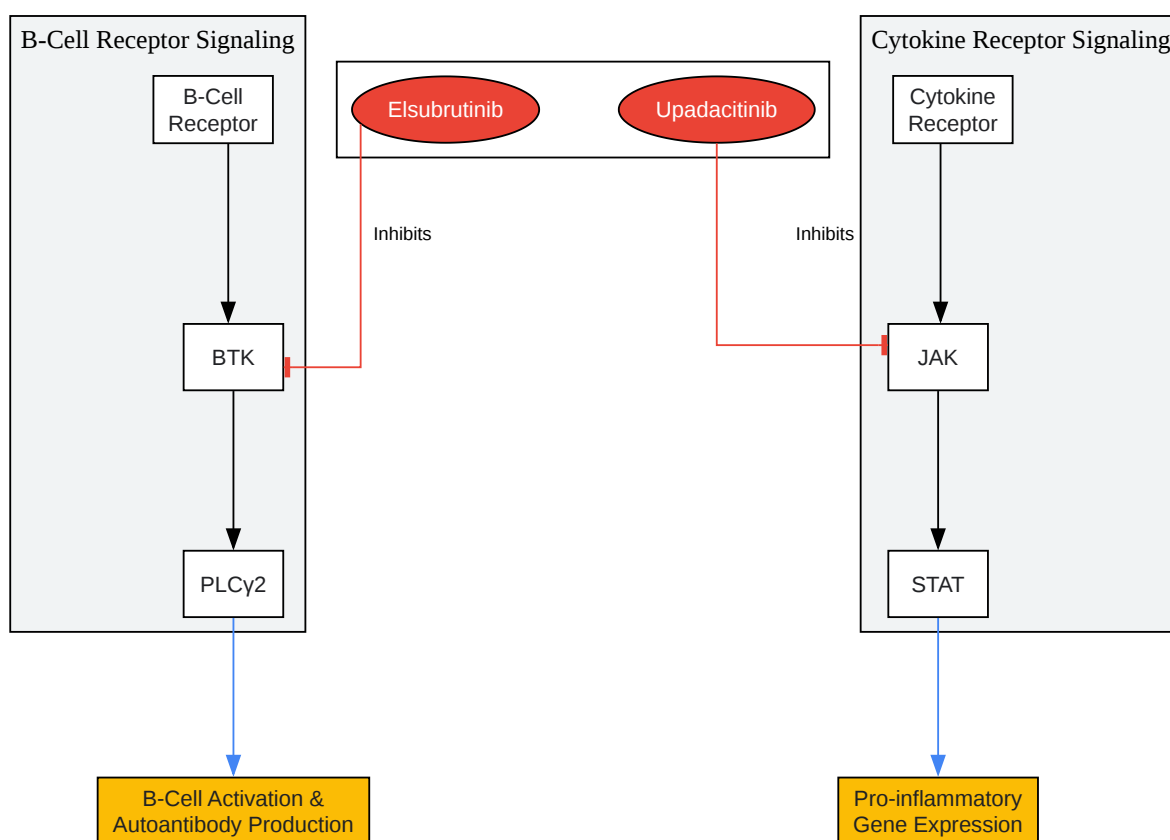 B-Cell Receptor Signaling
Cytokine Receptor Signaling
B-Cell
Receptor
Elsubrutinib
Upadacitinib
Cytokine
Receptor
Inhibits
Inhibits
BTK
JAK
PLCγ2
STAT
B-Cell Activation &
Autoantibody Production
Pro-inflammatory
Gene Expression